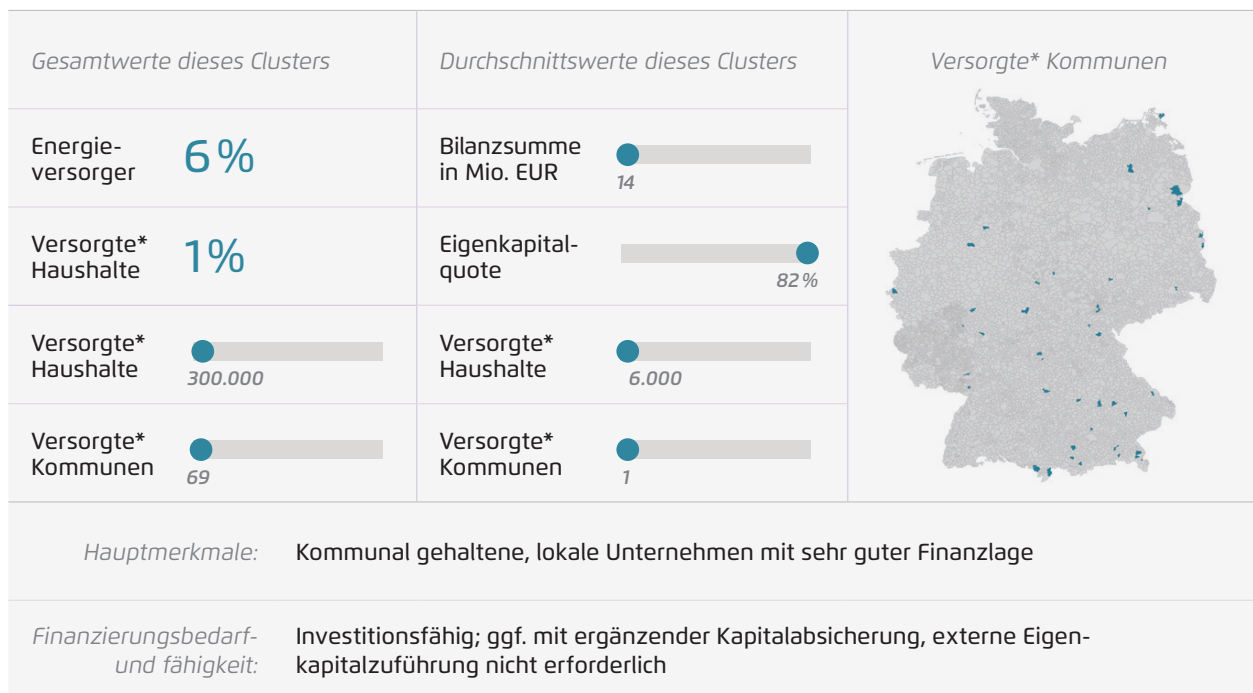 Gesamtwerte dieses Clusters
Durchschnittswerte dieses Clusters
Versorgte* Kommunen
Energie-
versorger
6 %
Bilanzsumme
in Mio. EUR
14
Versorgte*
Haushalte
1 %
Eigenkapital-
quote
82 %
Versorgte*
Haushalte
300.000
Versorgte*
Haushalte
6.000
Versorgte*
Kommunen
69
Versorgte*
Kommunen
1
Hauptmerkmale:
Kommunal gehaltene, lokale Unternehmen mit sehr guter Finanzlage
Finanzierungsbedarf-
und fähigkeit:
Investitionsfähig; ggf. mit ergänzender Kapitalabsicherung, externe Eigen-
kapitalzuführung nicht erforderlich